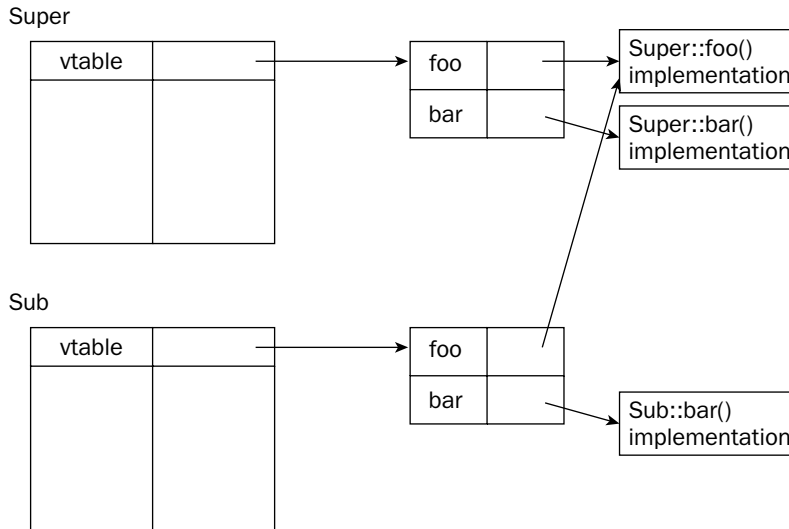 Super
vtable
foo
bar
Super::foo()
implementation
Super::bar()
implementation
Sub
vtable
foo
bar
Sub::bar()
implementation